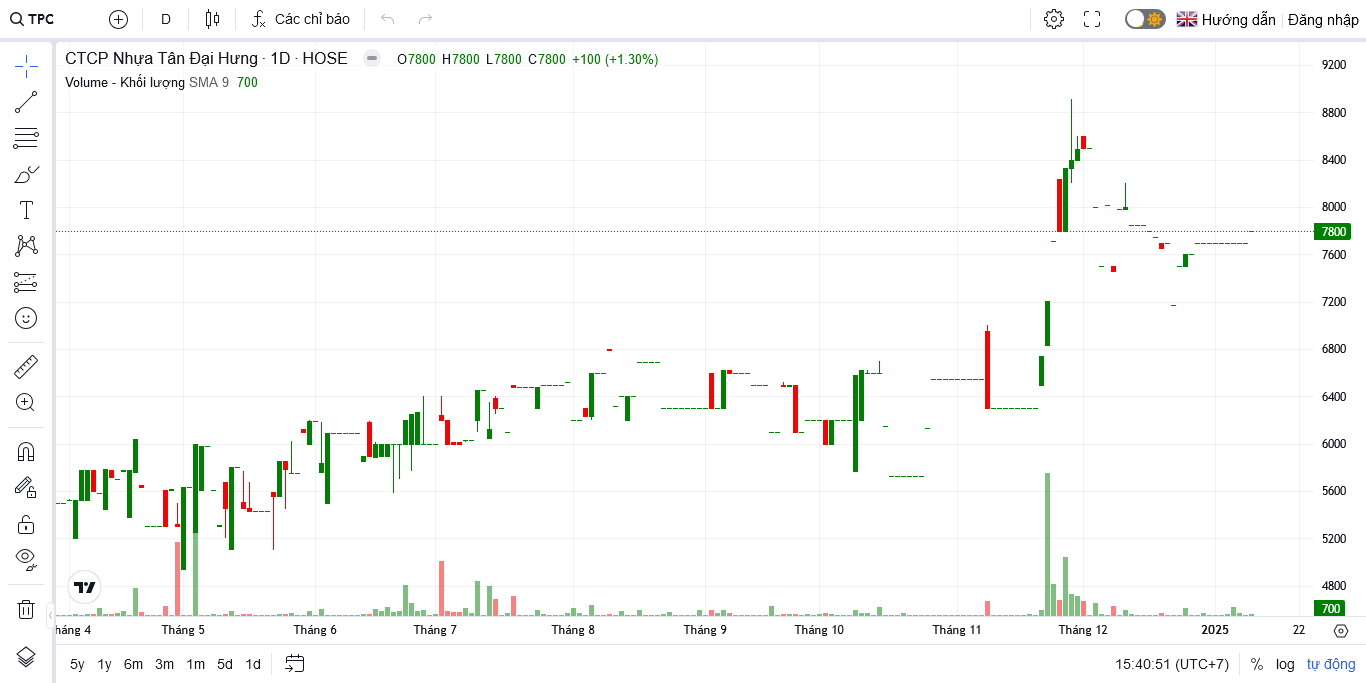 TPC D Các chỉ báo Hướng dẫn Đăng nhập
CTCP Nhựa Tân Đại Hưng · 1D · HOSE O7800 H7800 L7800 C7800 +100 (+1.30%)
Volume - Khối lượng SMA 9 700
9200
8800
8400
8000
7800
7600
7200
6800
6400
6000
5600
5200
4800
700
háng 4 Tháng 5 Tháng 6 Tháng 7 Tháng 8 Tháng 9 Tháng 10 Tháng 11 Tháng 12 2025 22
5y 1y 6m 3m 1m 5d 1d 15:40:51 (UTC+7) % log tự động